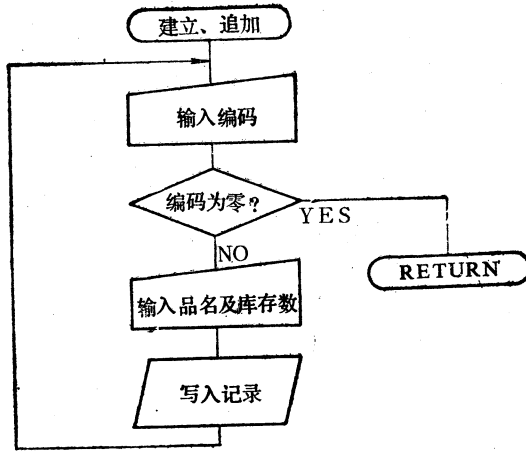 建立、追加
输入编码
编码为零?
YES
NO
RETURN
输入品名及库存数
写入记录